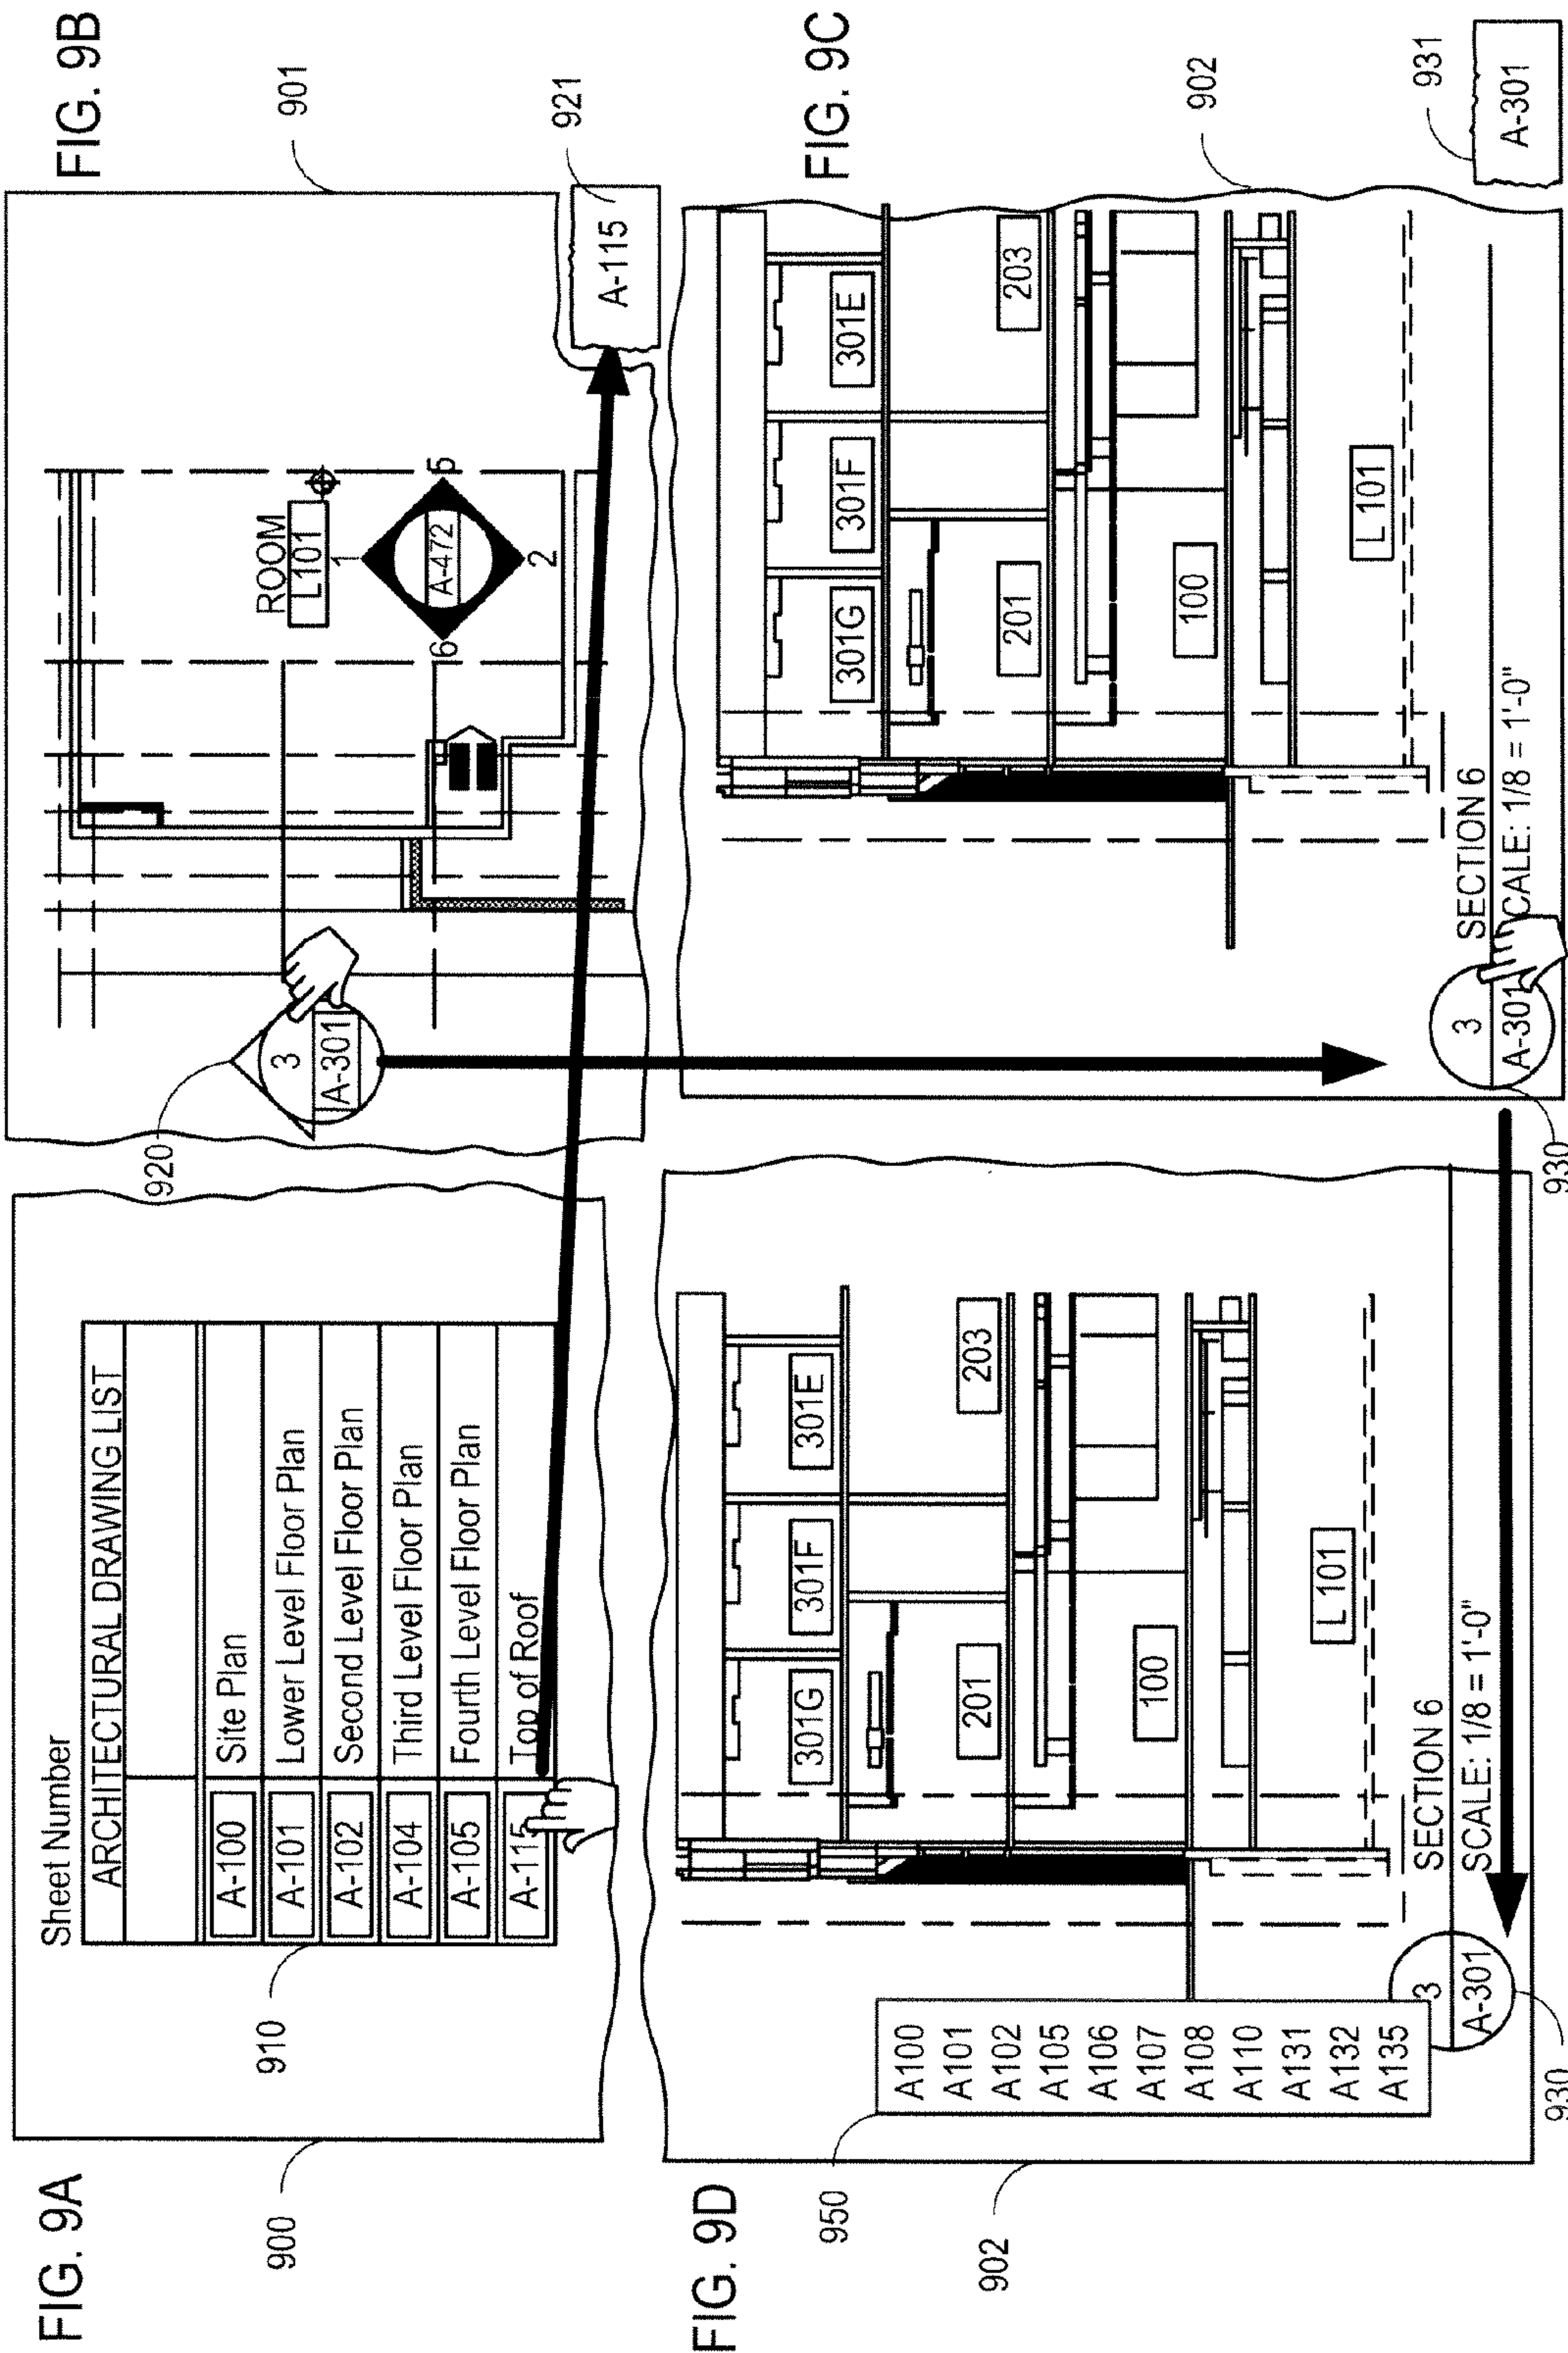 FIG. 9A
Sheet Number
ARCHITECTURAL DRAWING LIST
A-100 Site Plan
A-101 Lower Level Floor Plan
A-102 Second Level Floor Plan
A-104 Third Level Floor Plan
A-105 Fourth Level Floor Plan
A-115 Top of Roof
910
900
FIG. 9B
901
ROOM
L101
1
6 A-472 5
2
3
A-301
920
A-115
921
FIG. 9D
301G 301F 301E
201 203
100
L 101
A100
A101
A102
A105
A106
A107
A108
A110
A131
A132
A135
950
902
SECTION 6
3
A-301 SCALE: 1/8 = 1'-0"
930
FIG. 9C
301G 301F 301E
201 203
100
L 101
902
SECTION 6
3
A-301 CALE: 1/8 = 1'-0"
930
A-301
931